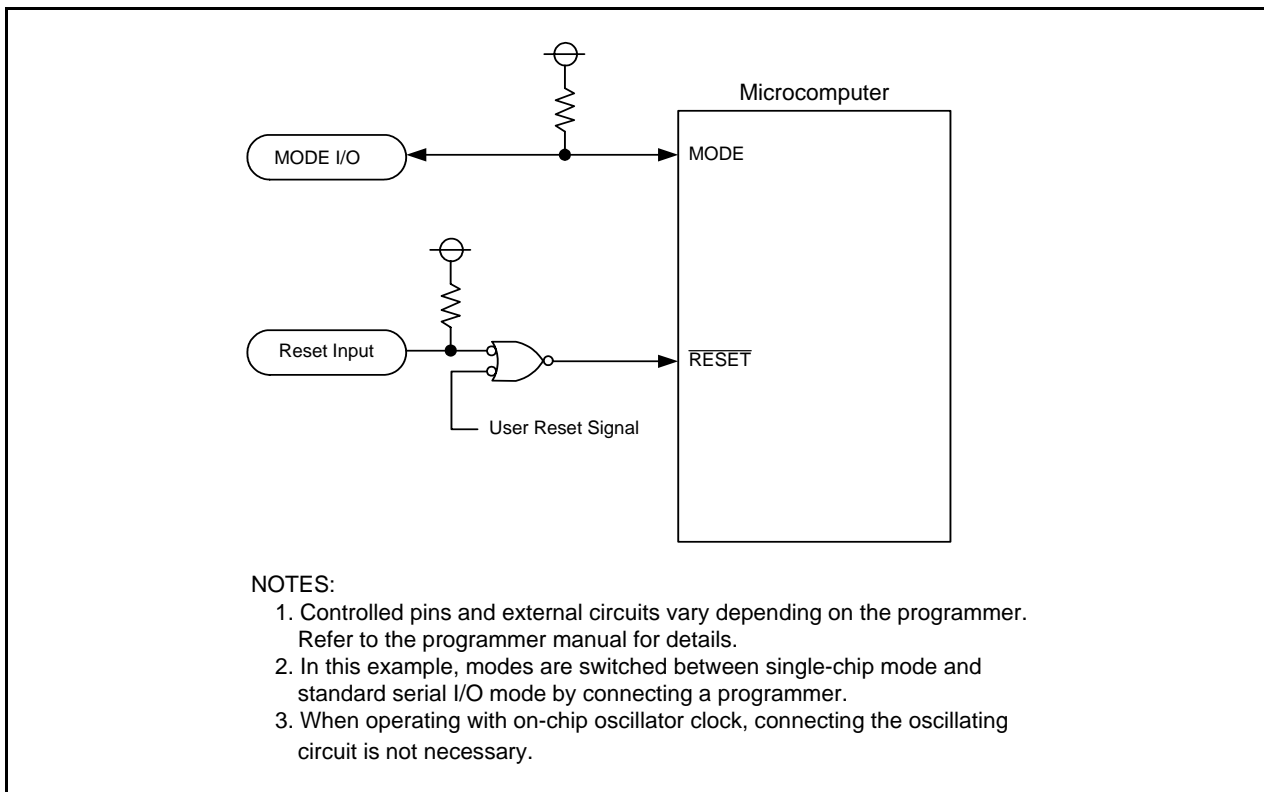 Microcomputer
MODE I/O
MODE
Reset Input
RESET
User Reset Signal
NOTES:
1. Controlled pins and external circuits vary depending on the programmer.
Refer to the programmer manual for details.
2. In this example, modes are switched between single-chip mode and
standard serial I/O mode by connecting a programmer.
3. When operating with on-chip oscillator clock, connecting the oscillating
circuit is not necessary.